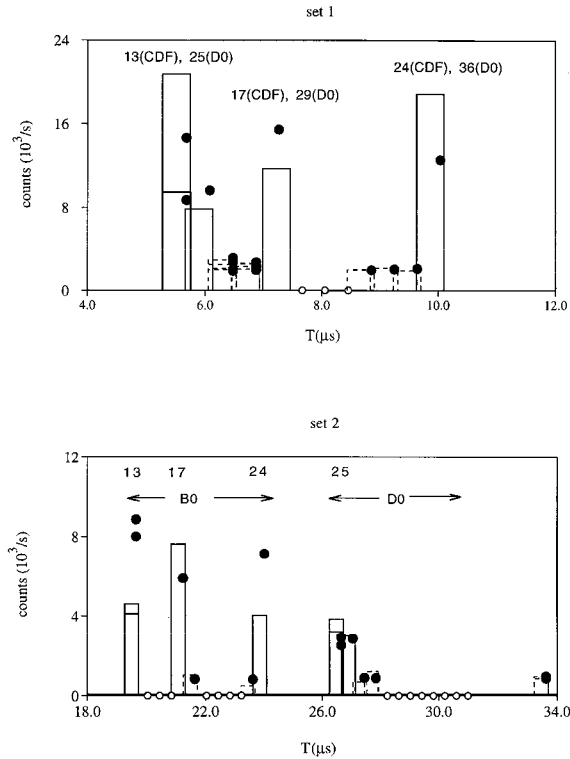 set 1
24
13(CDF), 25(D0)
24(CDF), 36(D0)
17(CDF), 29(D0)
16
counts (10³/s)
8
0
4.0 6.0 8.0 10.0 12.0
T(μs)
set 2
12
13 17 24 25
B0 D0
8
counts (10³/s)
4
0
18.0 22.0 26.0 30.0 34.0
T(μs)